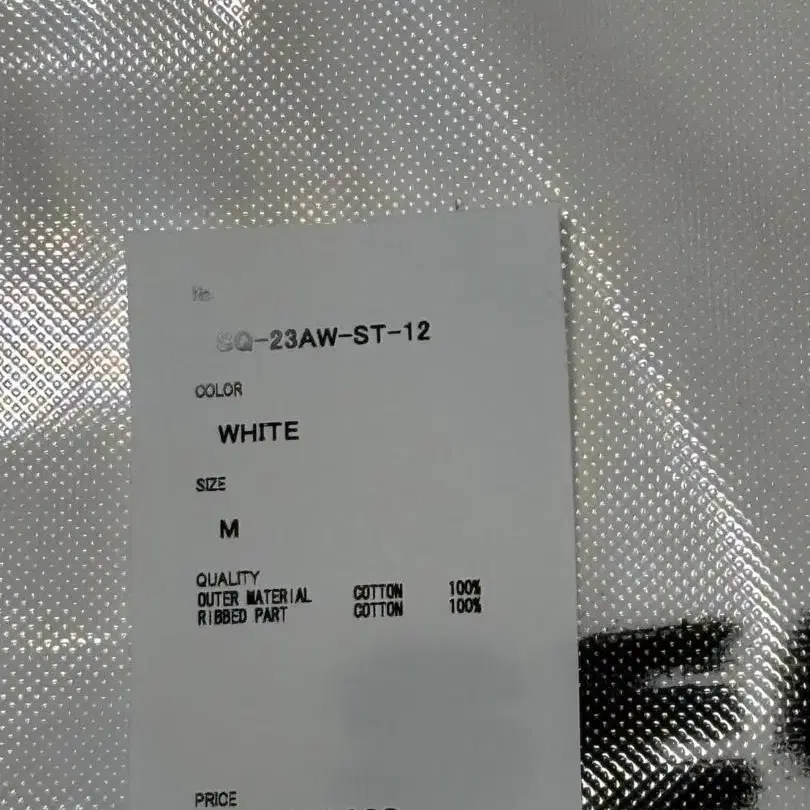 No.
SQ-23AW-ST-12
COLOR
WHITE
SIZE
M
QUALITY
OUTER MATERIAL COTTON 100%
RIBBED PART COTTON 100%
PRICE